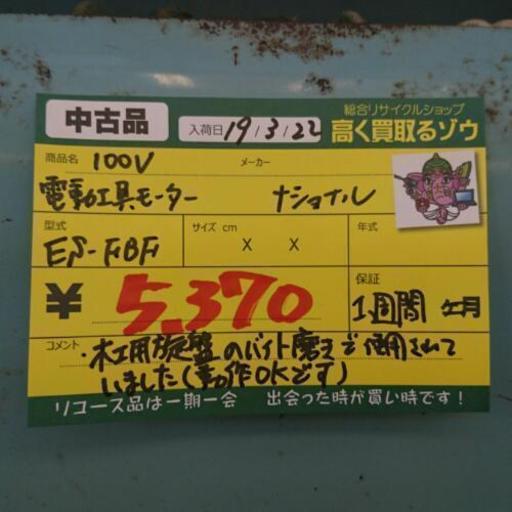 中古品
入荷日 19/3/22
総合リサイクルショップ
高く買取るゾウ
商品名 100V
メーカー
電動工具モーター ナショナル
型式 サイズ cm 年式
× ×
¥ 5,370
保証
1週間
コメント
・木工用旋盤のバイト磨きで使用されて
いました(動作OKです)
リユース品は一期一会 出会った時が買い時です!